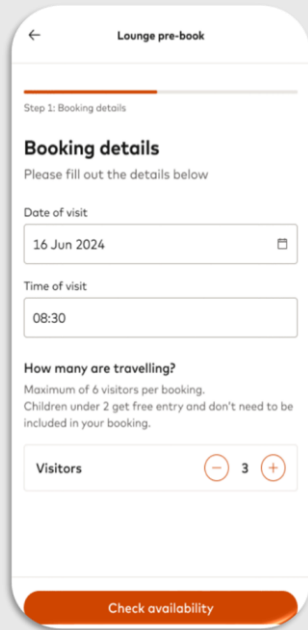 Lounge pre-book
Step 1: Booking details
Booking details
Please fill out the details below
Date of visit
16 Jun 2024
Time of visit
08:30
How many are travelling?
Maximum of 6 visitors per booking.
Children under 2 get free entry and don't need to be
included in your booking.
Visitors
3
Check availability